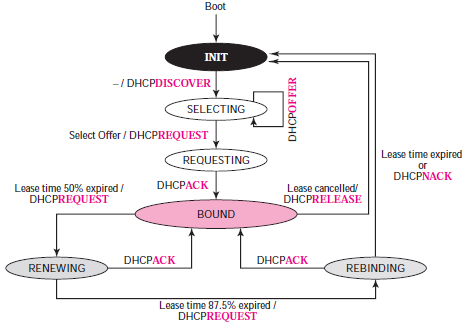 Boot
INIT
– / DHCPDISCOVER
SELECTING
DHCPOFFER
Select Offer / DHCPREQUEST
REQUESTING
Lease time expired
or
DHCPNACK
DHCPACK
Lease time 50% expired /
DHCPREQUEST
Lease cancelled/
DHCPRELEASE
BOUND
DHCPACK
DHCPACK
RENEWING
REBINDING
Lease time 87.5% expired /
DHCPREQUEST